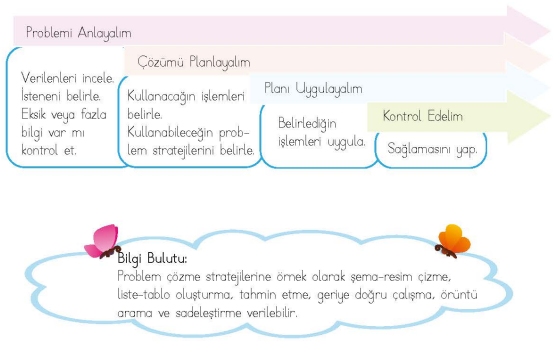 Problemi Anlayalım
Verilenleri incele.
İsteneni belirle.
Eksik veya fazla
bilgi var mı
kontrol et.
Çözümü Planlayalım
Kullanacağın işlemleri
belirle.
Kullanabileceğin prob-
lem stratejilerini belirle.
Planı Uygulayalım
Belirlediğin
işlemleri uygula.
Kontrol Edelim
Sağlamasını yap.
Bilgi Bulutu:
Problem çözme stratejilerine örnek olarak şema-resim çizme,
liste-tablo oluşturma, tahmin etme, geriye doğru çalışma, örüntü
arama ve sadeleştirme verilebilir.